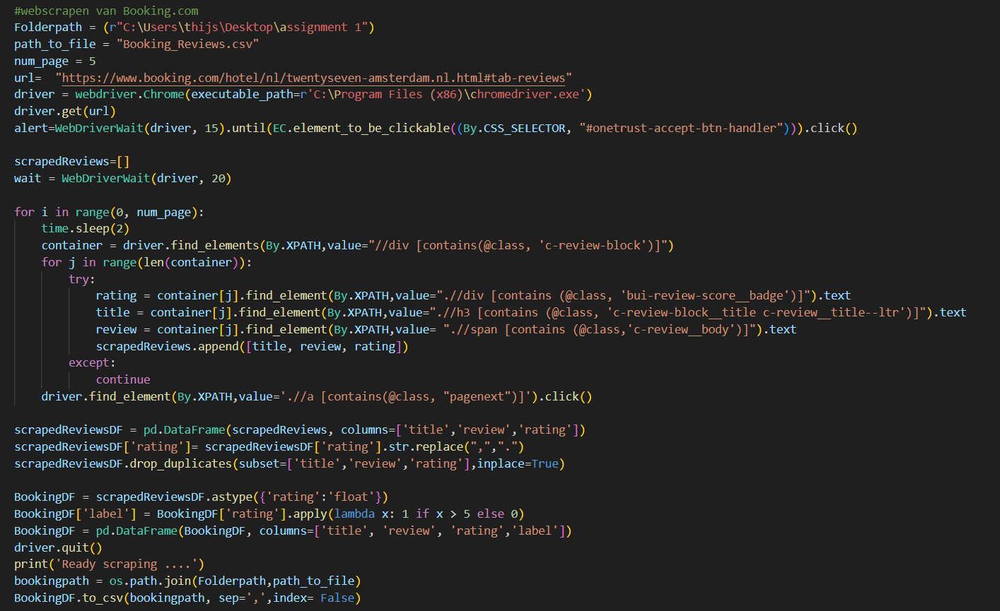 #webscrapen van Booking.com
Folderpath = (r"C:\Users\thijs\Desktop\assignment 1")
path_to_file = "Booking_Reviews.csv"
num_page = 5
url=  "https://www.booking.com/hotel/nl/twentyseven-amsterdam.nl.html#tab-reviews"
driver = webdriver.Chrome(executable_path=r'C:\Program Files (x86)\chromedriver.exe')
driver.get(url)
alert=WebDriverWait(driver, 15).until(EC.element_to_be_clickable((By.CSS_SELECTOR, "#onetrust-accept-btn-handler"))).click()

scrapedReviews=[]
wait = WebDriverWait(driver, 20)

for i in range(0, num_page):
    time.sleep(2)
    container = driver.find_elements(By.XPATH,value="//div [contains(@class, 'c-review-block')]")
    for j in range(len(container)):
        try:
            rating = container[j].find_element(By.XPATH,value=".//div [contains (@class, 'bui-review-score__badge')]").text
            title = container[j].find_element(By.XPATH,value=".//h3 [contains (@class, 'c-review-block__title c-review__title--ltr')]").text
            review = container[j].find_element(By.XPATH,value= ".//span [contains (@class,'c-review__body')]").text
            scrapedReviews.append([title, review, rating])
        except:
            continue
    driver.find_element(By.XPATH,value='.//a [contains(@class, "pagenext")]').click()

scrapedReviewsDF = pd.DataFrame(scrapedReviews, columns=['title','review','rating'])
scrapedReviewsDF['rating']= scrapedReviewsDF['rating'].str.replace(",",".")
scrapedReviewsDF.drop_duplicates(subset=['title','review','rating'],inplace=True)

BookingDF = scrapedReviewsDF.astype({'rating':'float'})
BookingDF['label'] = BookingDF['rating'].apply(lambda x: 1 if x > 5 else 0)
BookingDF = pd.DataFrame(BookingDF, columns=['title', 'review', 'rating','label'])
driver.quit()
print('Ready scraping ....')
bookingpath = os.path.join(Folderpath,path_to_file)
BookingDF.to_csv(bookingpath, sep=',',index= False)